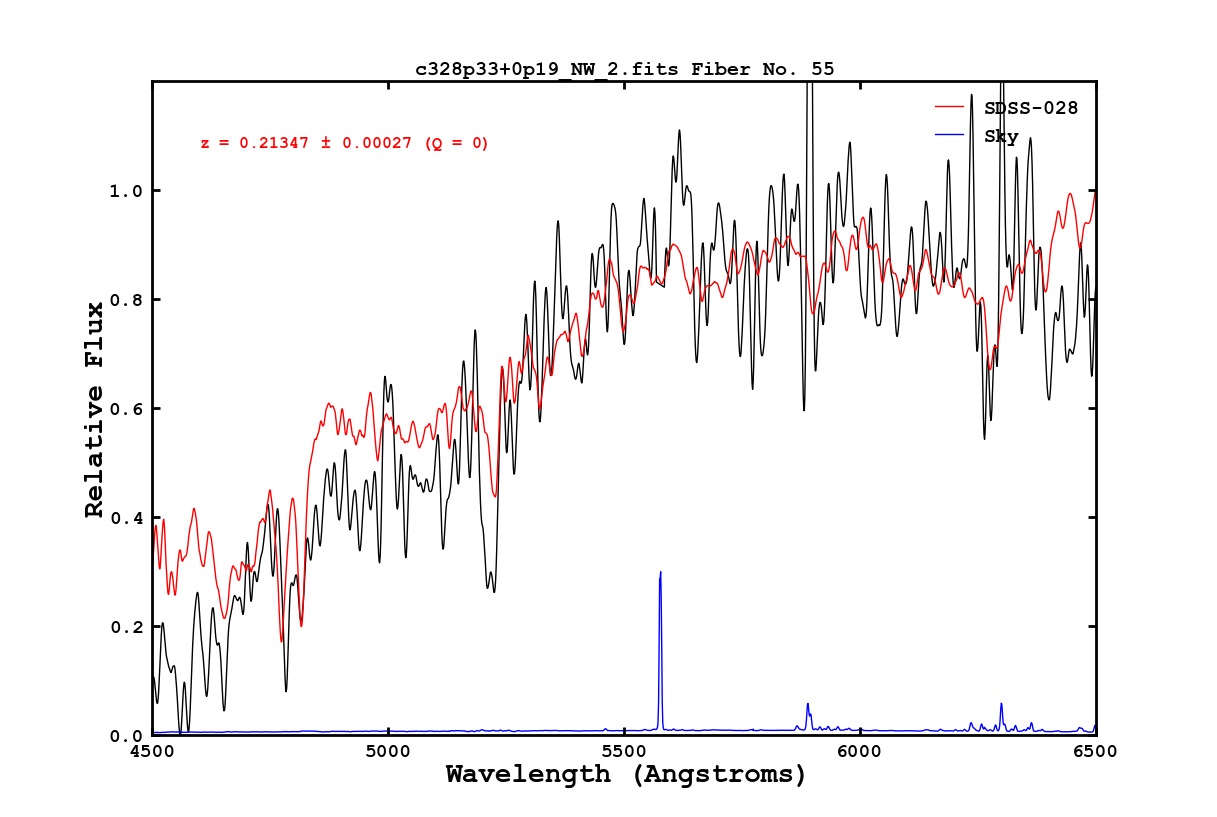 c328p33+0p19_NW_2.fits Fiber No. 55
z = 0.21347 ± 0.00027 (Q = 0)
SDSS-028
Sky
Relative Flux
1.0
0.8
0.6
0.4
0.2
0.0
4500 5000 5500 6000 6500
Wavelength (Angstroms)